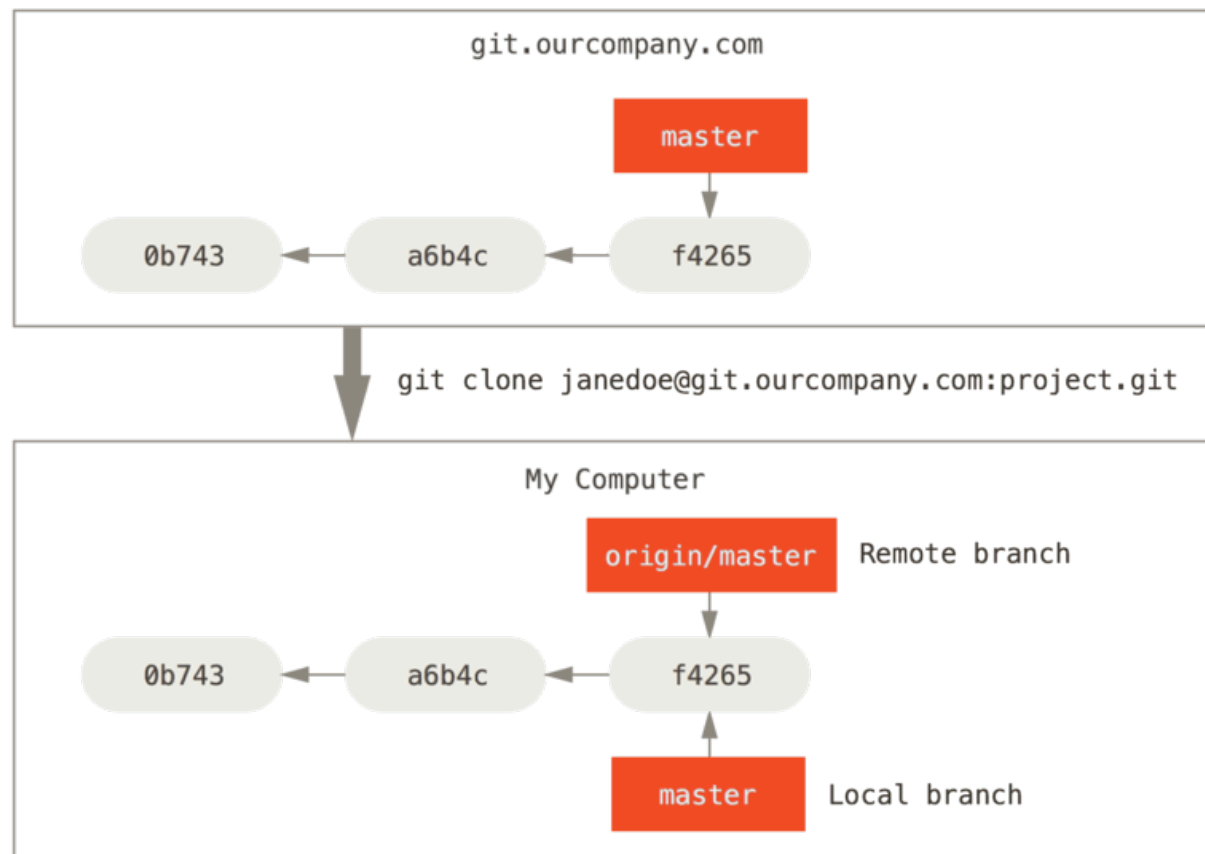 git.ourcompany.com
master
0b743 a6b4c f4265
git clone janedoe@git.ourcompany.com:project.git
My Computer
origin/master Remote branch
0b743 a6b4c f4265
master Local branch